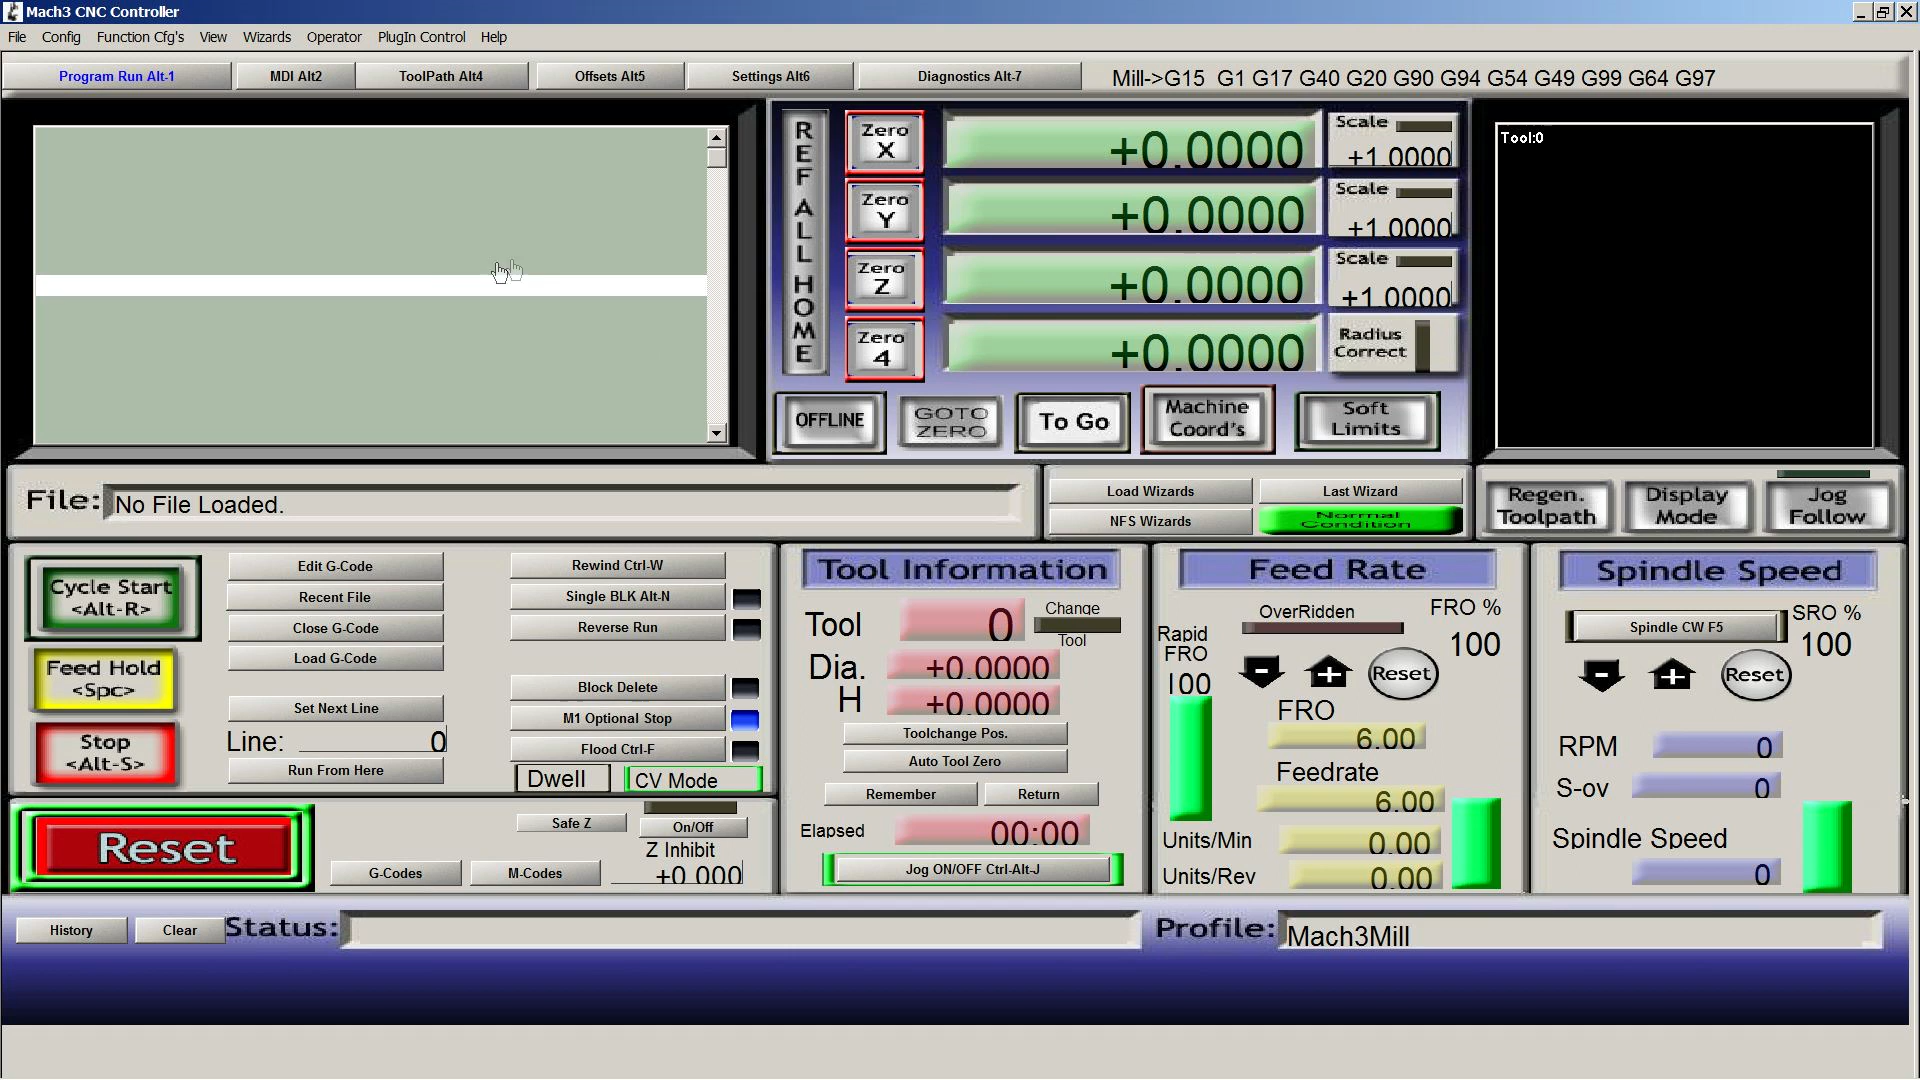 Mach3 CNC Controller
File Config Function Cfg's View Wizards Operator PlugIn Control Help
Program Run Alt-1 MDI Alt2 ToolPath Alt4 Offsets Alt5 Settings Alt6 Diagnostics Alt-7 Mill->G15 G1 G17 G40 G20 G90 G94 G54 G49 G99 G64 G97
REF ALL HOME
Zero X +0.0000 Scale +1.0000
Zero Y +0.0000 Scale +1.0000
Zero Z +0.0000 Scale +1.0000
Zero 4 +0.0000 Radius Correct
OFFLINE GOTO ZERO To Go Machine Coord's Soft Limits
Tool:0
File: No File Loaded.
Load Wizards Last Wizard
NFS Wizards Normal Condition
Regen. Toolpath Display Mode Jog Follow
Cycle Start <Alt-R>
Feed Hold <Spc>
Stop <Alt-S>
Edit G-Code
Recent File
Close G-Code
Load G-Code
Set Next Line
Line: 0
Run From Here
Rewind Ctrl-W
Single BLK Alt-N
Reverse Run
Block Delete
M1 Optional Stop
Flood Ctrl-F
Dwell CV Mode
Reset
G-Codes M-Codes
Safe Z
On/Off
Z Inhibit
+0.000
Tool Information
Tool 0 Change Tool
Dia. +0.0000
H +0.0000
Toolchange Pos.
Auto Tool Zero
Remember Return
Elapsed 00:00
Jog ON/OFF Ctrl-Alt-J
Feed Rate
OverRidden FRO %
100
Rapid FRO
100
Reset
FRO
6.00
Feedrate
6.00
Units/Min 0.00
Units/Rev 0.00
Spindle Speed
Spindle CW F5 SRO %
100
Reset
RPM 0
S-ov 0
Spindle Speed
0
History Clear Status: Profile: Mach3Mill